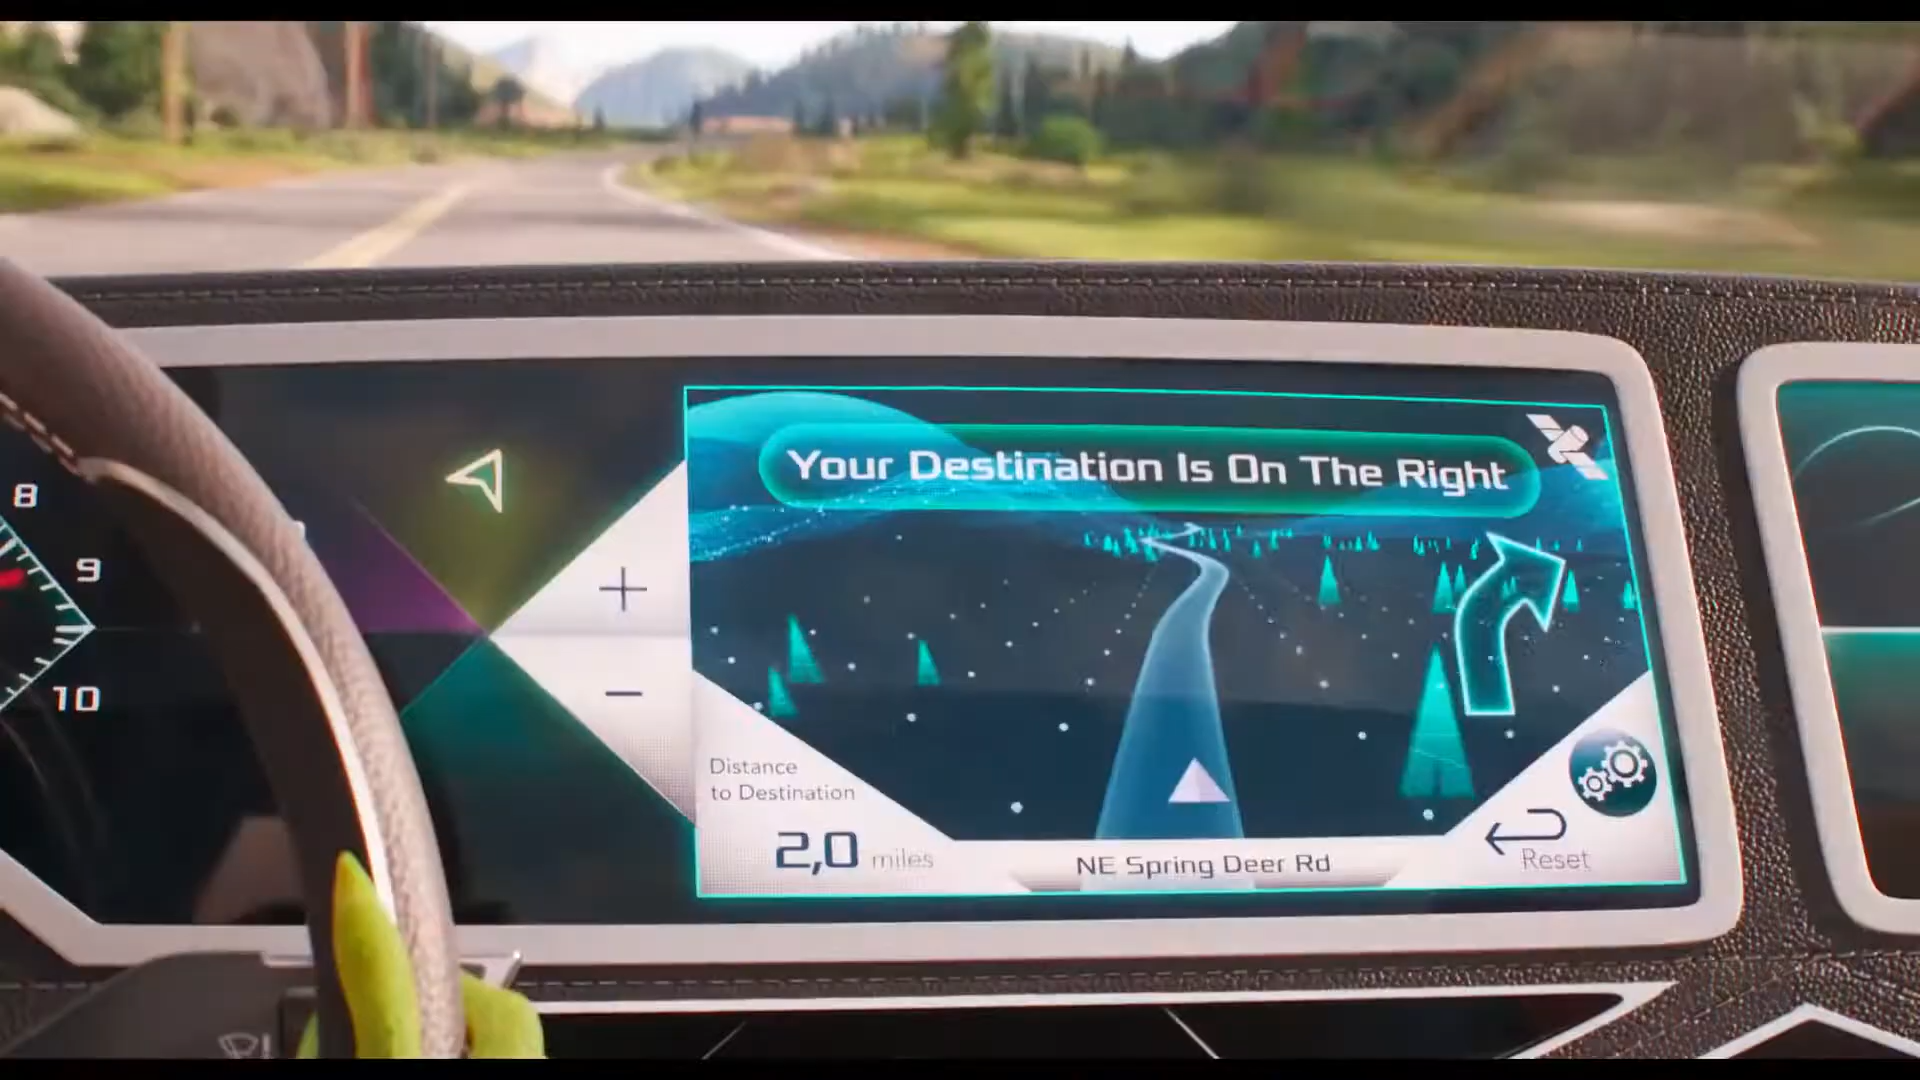 8
9
10
+
−
Your Destination Is On The Right
Distance
to Destination
2,0 miles
NE Spring Deer Rd
Reset